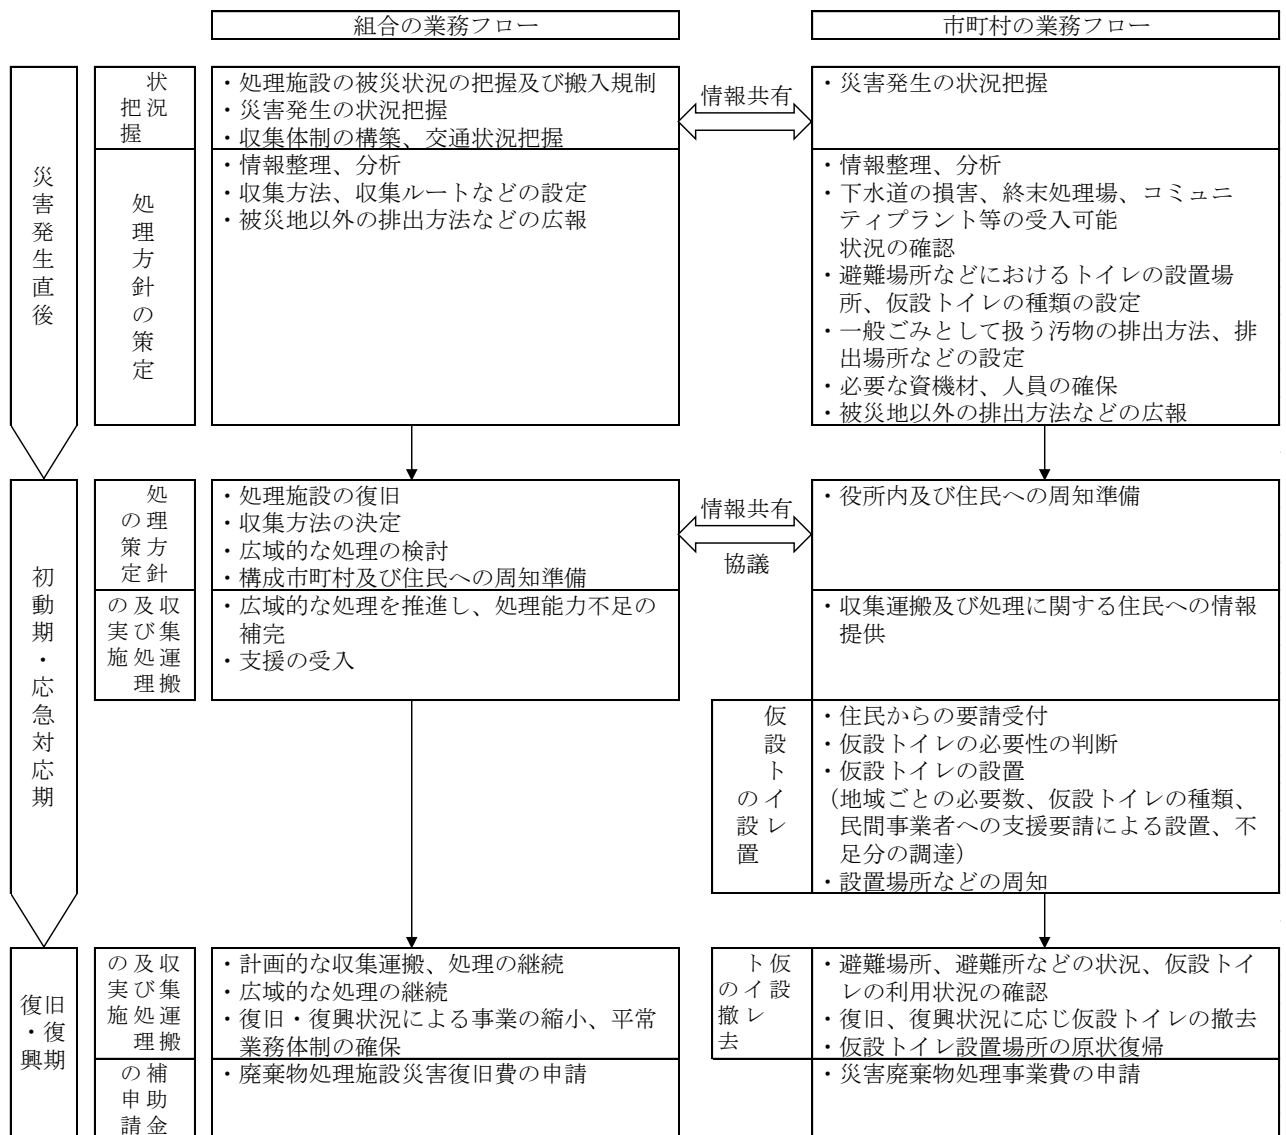 組合の業務フロー
市町村の業務フロー
災害発生直後
状況把握
・処理施設の被災状況の把握及び搬入規制
・災害発生の状況把握
・収集体制の構築、交通状況把握
情報共有
・災害発生の状況把握
処理方針の策定
・情報整理、分析
・収集方法、収集ルートなどの設定
・被災地以外の排出方法などの広報
・情報整理、分析
・下水道の損害、終末処理場、コミュニ
ティプラント等の受入可能
状況の確認
・避難場所などにおけるトイレの設置場
所、仮設トイレの種類の設定
・一般ごみとして扱う汚物の排出方法、排
出場所などの設定
・必要な資機材、人員の確保
・被災地以外の排出方法などの広報
初動期・応急対応期
処理方針
の策定
・処理施設の復旧
・収集方法の決定
・広域的な処理の検討
・構成市町村及び住民への周知準備
情報共有
協議
・役所内及び住民への周知準備
収集運搬
及び処理
の実施
・広域的な処理を推進し、処理能力不足の
補完
・支援の受入
・収集運搬及び処理に関する住民への情報
提供
仮設トイレ
の設置
・住民からの要請受付
・仮設トイレの必要性の判断
・仮設トイレの設置
（地域ごとの必要数、仮設トイレの種類、
民間事業者への支援要請による設置、不
足分の調達）
・設置場所などの周知
復旧
・復
興期
収集運搬
及び処理
の実施
・計画的な収集運搬、処理の継続
・広域的な処理の継続
・復旧・復興状況による事業の縮小、平常
業務体制の確保
仮設
トイレ
の撤去
・避難場所、避難所などの状況、仮設トイ
レの利用状況の確認
・復旧、復興状況に応じ仮設トイレの撤去
・仮設トイレ設置場所の原状復帰
補助金
の申請
・廃棄物処理施設災害復旧費の申請
・災害廃棄物処理事業費の申請